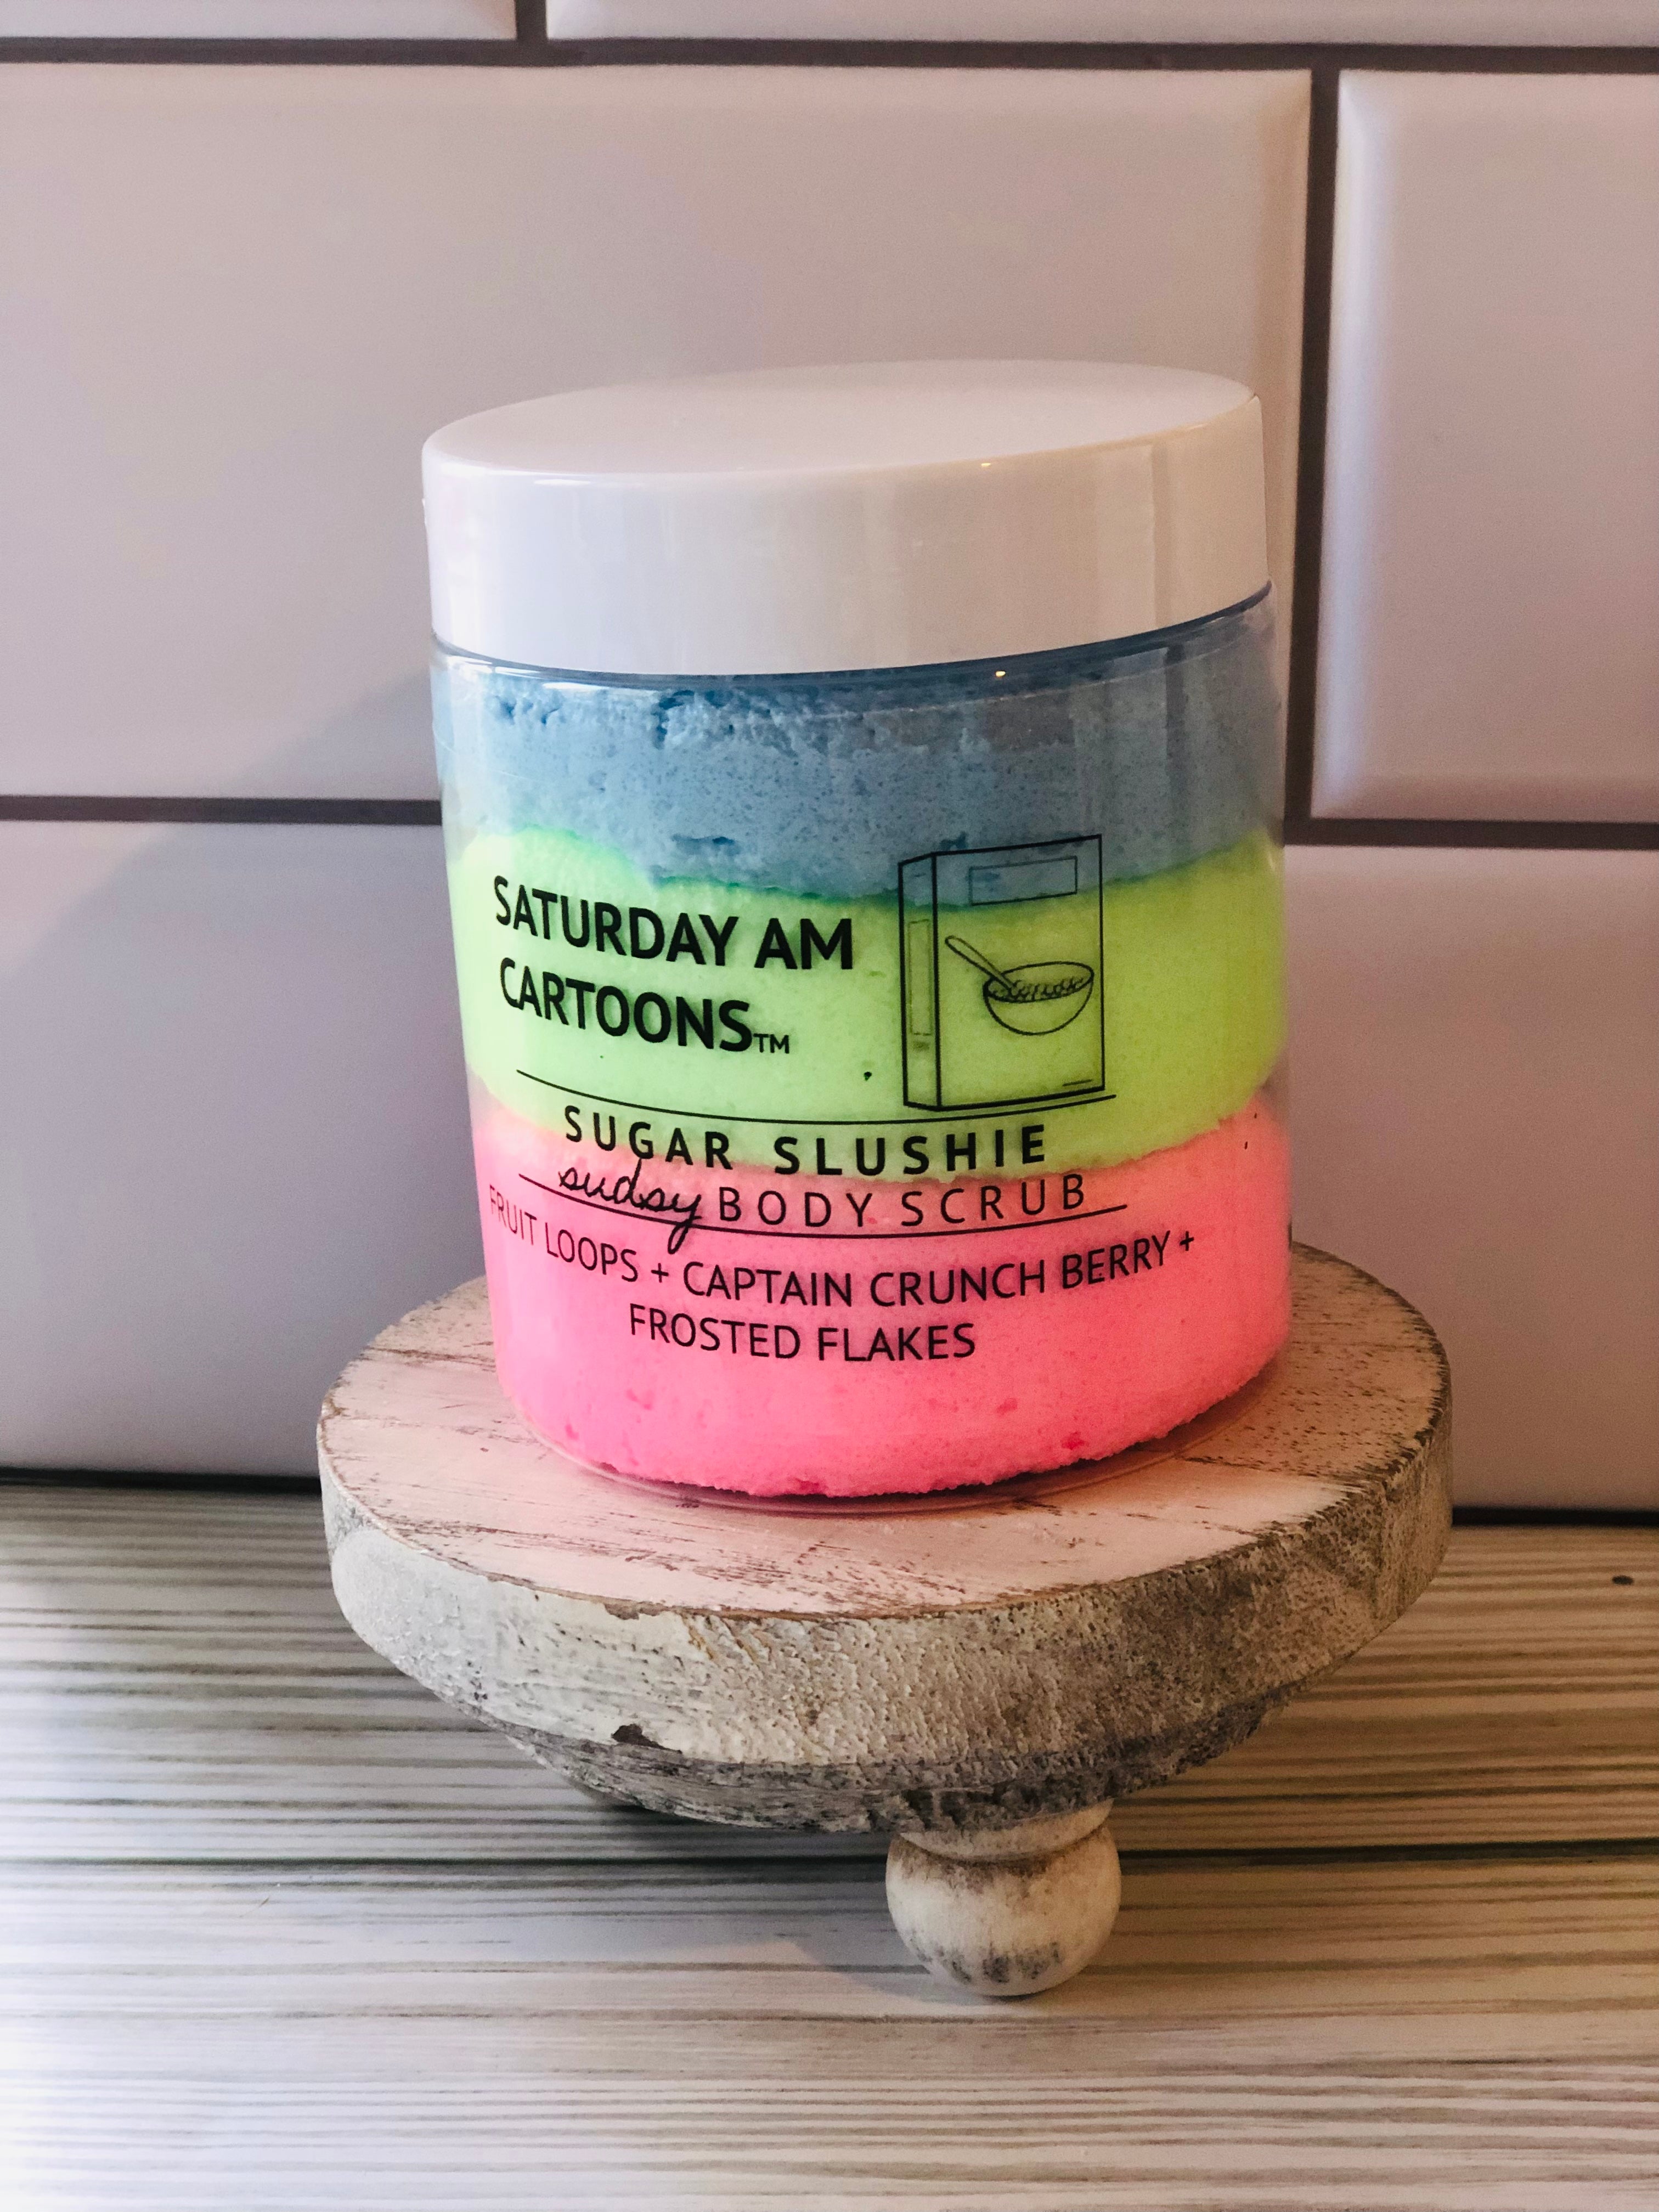 SATURDAY AM
CARTOONS™
SUGAR SLUSHIE
sudsy BODY SCRUB
FRUIT LOOPS + CAPTAIN CRUNCH BERRY +
FROSTED FLAKES